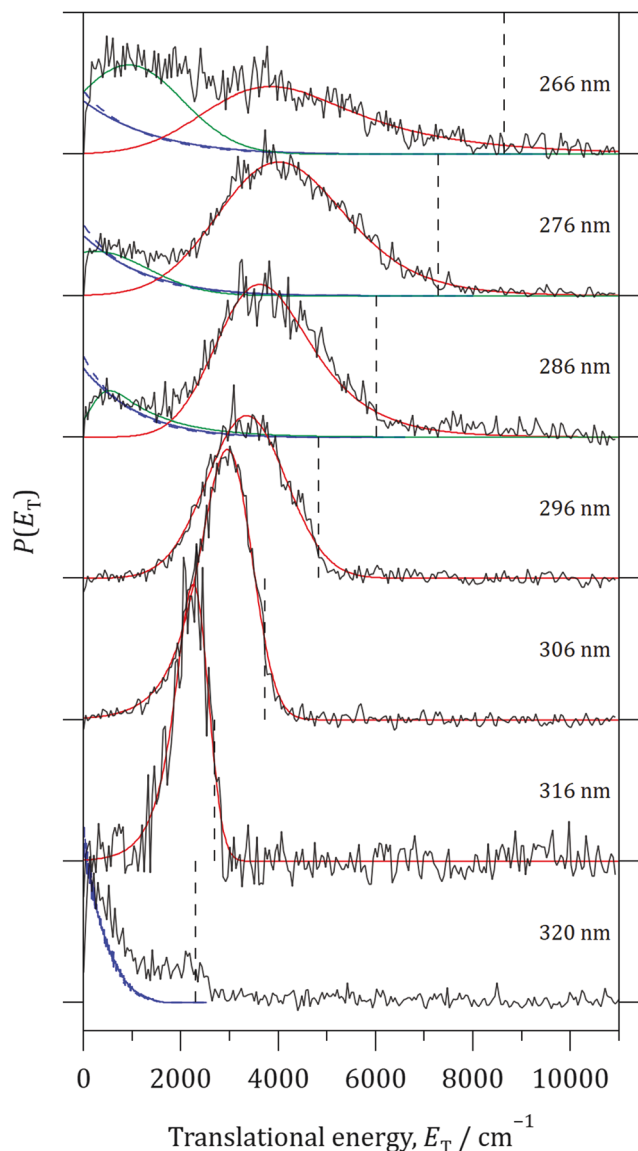 266 nm
276 nm
286 nm
296 nm
306 nm
316 nm
320 nm
P(E_T)
0 2000 4000 6000 8000 10000
Translational energy, E_T / cm⁻¹